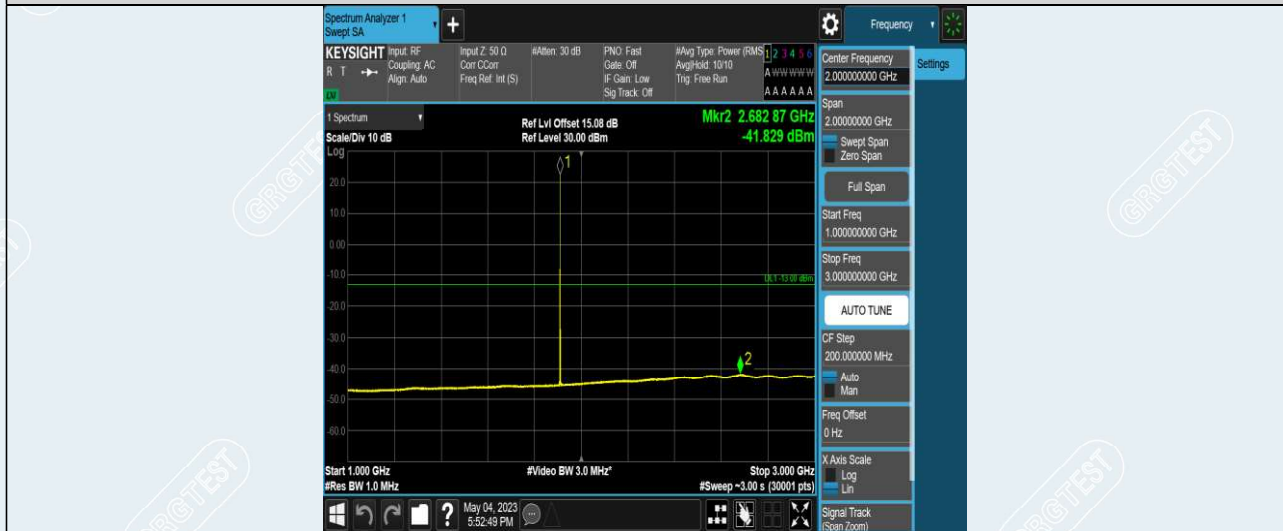 Spectrum Analyzer 1
Swept SA
+
Frequency
KEYSIGHT
R T
Input: RF
Coupling: AC
Align: Auto
Input Z: 50 Ω
Corr CCorr
Freq Ref: Int (S)
#Atten: 30 dB
PNO: Fast
Gate: Off
IF Gain: Low
Sig Track: Off
#Avg Type: Power (RMS
Avg|Hold: 10/10
Trig: Free Run
1 2 3 4 5 6
A W W W W W
A A A A A A
1 Spectrum
Scale/Div 10 dB
Log
Ref Lvl Offset 15.08 dB
Ref Level 30.00 dBm
Mkr2 2.682 87 GHz
-41.829 dBm
1
20.0
10.0
0.00
-10.0
DL1 -13.00 dBm
-20.0
-30.0
-40.0
2
-50.0
-60.0
Start 1.000 GHz
#Res BW 1.0 MHz
#Video BW 3.0 MHz*
Stop 3.000 GHz
#Sweep ~3.00 s (30001 pts)
?
May 04, 2023
5:52:49 PM
Center Frequency
2.000000000 GHz
Settings
Span
2.00000000 GHz
Swept Span
Zero Span
Full Span
Start Freq
1.000000000 GHz
Stop Freq
3.000000000 GHz
AUTO TUNE
CF Step
200.000000 MHz
Auto
Man
Freq Offset
0 Hz
X Axis Scale
Log
Lin
Signal Track
(Span Zoom)
GRGTEST
GRGTEST
GRGTEST
GRGTEST